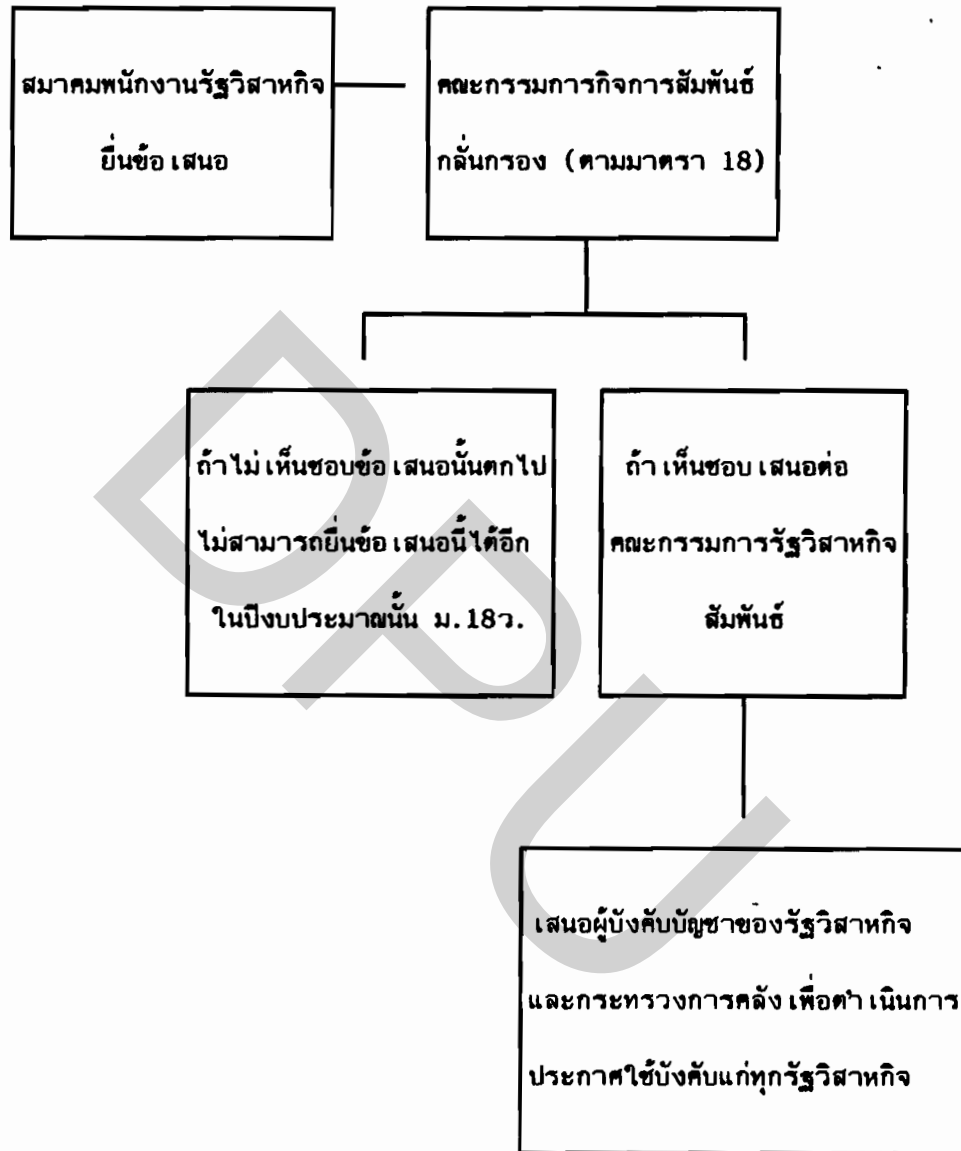 สมาคมพนักงานรัฐวิสาหกิจ
ยื่นข้อเสนอ
คณะกรรมการกิจการสัมพันธ์
กลั่นกรอง (ตามมาตรา 18)
ถ้าไม่เห็นชอบข้อเสนอนั้นตกไป
ไม่สามารถยื่นข้อเสนอนี้ได้อีก
ในปีงบประมาณนั้น ม.18ว.
ถ้าเห็นชอบเสนอต่อ
คณะกรรมการรัฐวิสาหกิจ
สัมพันธ์
เสนอผู้บังคับบัญชาของรัฐวิสาหกิจ
และกระทรวงการคลังเพื่อดำเนินการ
ประกาศใช้บังคับแก่ทุกรัฐวิสาหกิจ
DPU